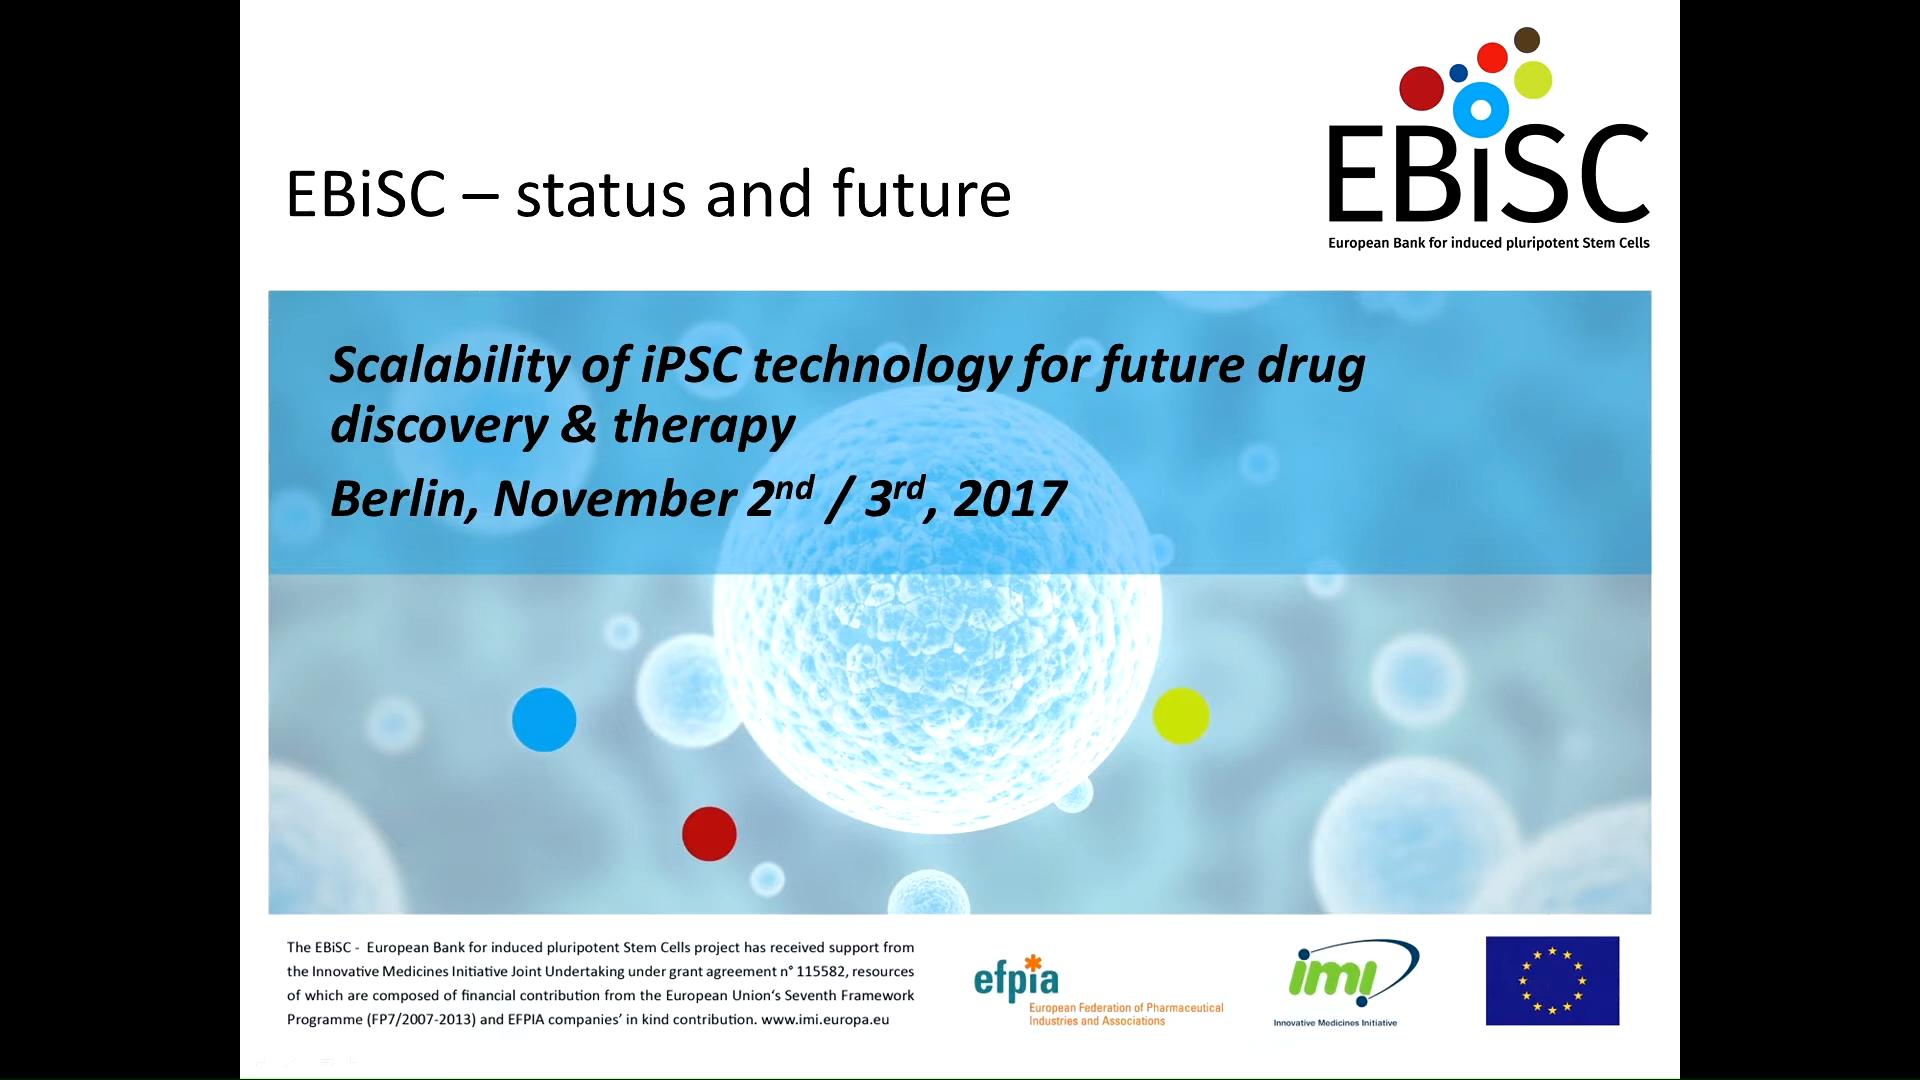 EBiSC – status and future
EBiSC
European Bank for induced pluripotent Stem Cells
Scalability of iPSC technology for future drug
discovery & therapy
Berlin, November 2nd / 3rd, 2017
The EBiSC - European Bank for induced pluripotent Stem Cells project has received support from
the Innovative Medicines Initiative Joint Undertaking under grant agreement n° 115582, resources
of which are composed of financial contribution from the European Union‘s Seventh Framework
Programme (FP7/2007-2013) and EFPIA companies’ in kind contribution. www.imi.europa.eu
efpia
European Federation of Pharmaceutical
Industries and Associations
imi
Innovative Medicines Initiative